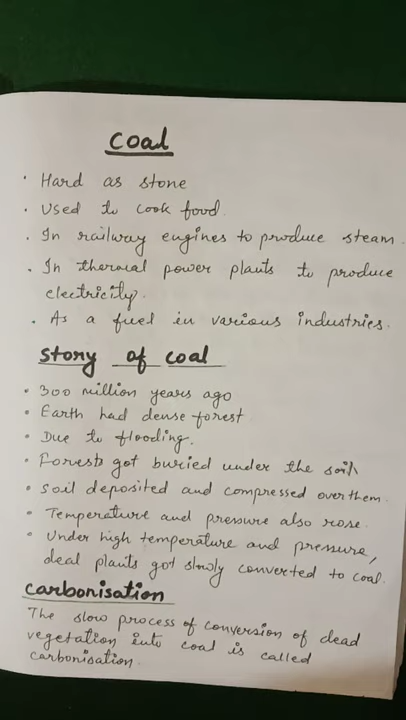 Coal
• Hard as stone
• Used to cook food.
• In railway engines to produce steam.
• In thermal power plants to produce
electricity.
• As a fuel in various industries.
Story of coal
• 300 million years ago
• Earth had dense forest
• Due to flooding.
• Forests got buried under the soil
• Soil deposited and compressed over them.
• Temperature and pressure also rose.
• Under high temperature and pressure,
dead plants got slowly converted to coal.
Carbonisation
The slow process of conversion of dead
vegetation into coal is called
carbonisation.